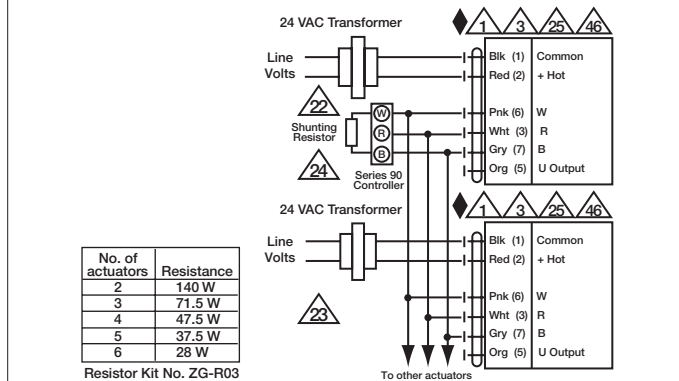 24 VAC Transformer
1 3 25 46
Line
Volts
Blk (1) Common
Red (2) + Hot
Pnk (6) W
Wht (3) R
Gry (7) B
Org (5) U Output
22
Shunting
Resistor
24
W
R
B
Series 90
Controller
24 VAC Transformer
1 3 25 46
Line
Volts
Blk (1) Common
Red (2) + Hot
Pnk (6) W
Wht (3) R
Gry (7) B
Org (5) U Output
23
To other actuators
No. of
actuators Resistance
2 140 W
3 71.5 W
4 47.5 W
5 37.5 W
6 28 W
Resistor Kit No. ZG-R03